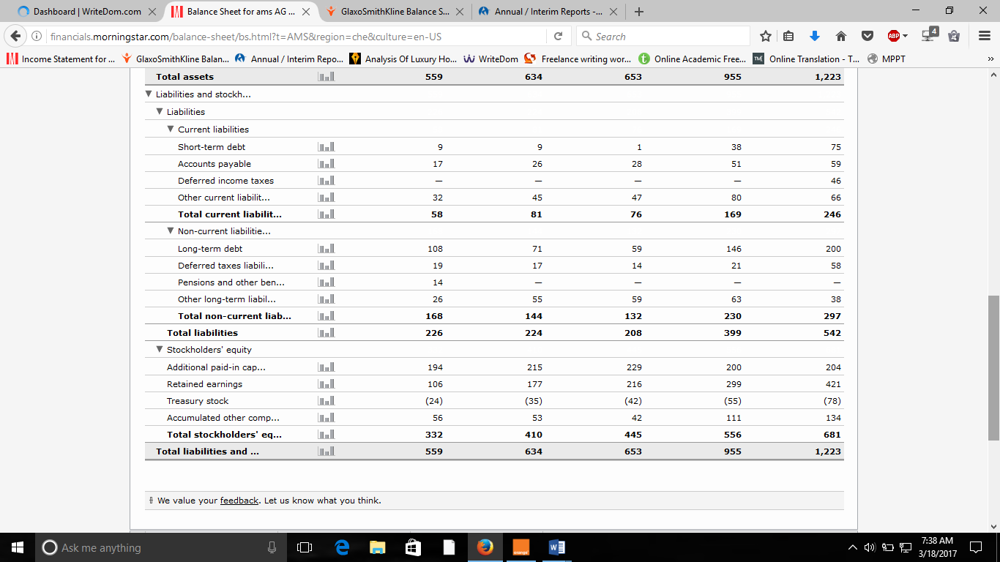 Dashboard | WriteDom.com
Balance Sheet for ams AG ...
GlaxoSmithKline Balance S...
Annual / Interim Reports -...
financials.morningstar.com/balance-sheet/bs.html?t=AMS&region=che&culture=en-US
Search
ABP
4
Income Statement for ...
GlaxoSmithKline Balan...
Annual / Interim Repo...
Analysis Of Luxury Ho...
WriteDom
Freelance writing wor...
Online Academic Free...
Online Translation - T...
MPPT
Total assets 559 634 653 955 1,223
Liabilities and stockh...
Liabilities
Current liabilities
Short-term debt 9 9 1 38 75
Accounts payable 17 26 28 51 59
Deferred income taxes — — — — 46
Other current liabilit... 32 45 47 80 66
Total current liabilit... 58 81 76 169 246
Non-current liabilitie...
Long-term debt 108 71 59 146 200
Deferred taxes liabili... 19 17 14 21 58
Pensions and other ben... 14 — — — —
Other long-term liabil... 26 55 59 63 38
Total non-current liab... 168 144 132 230 297
Total liabilities 226 224 208 399 542
Stockholders' equity
Additional paid-in cap... 194 215 229 200 204
Retained earnings 106 177 216 299 421
Treasury stock (24) (35) (42) (55) (78)
Accumulated other comp... 56 53 42 111 134
Total stockholders' eq... 332 410 445 556 681
Total liabilities and ... 559 634 653 955 1,223
We value your feedback. Let us know what you think.
Ask me anything
orange
7:38 AM
3/18/2017